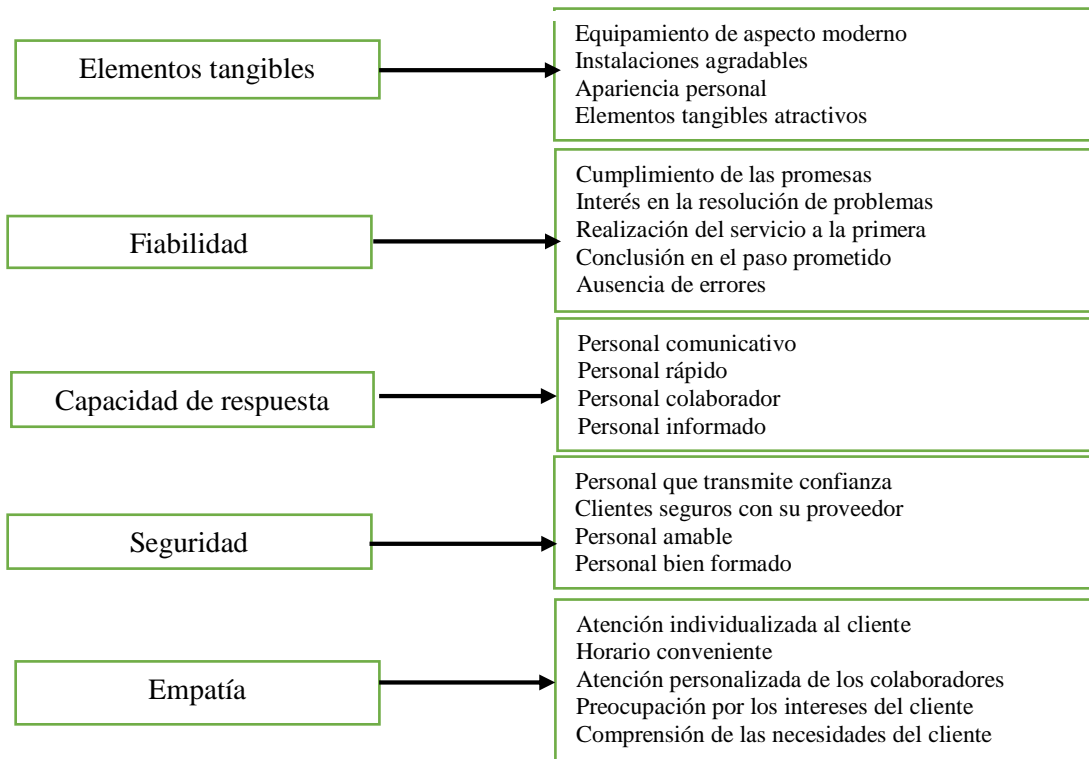 Elementos tangibles
Equipamiento de aspecto moderno
Instalaciones agradables
Apariencia personal
Elementos tangibles atractivos
Fiabilidad
Cumplimiento de las promesas
Interés en la resolución de problemas
Realización del servicio a la primera
Conclusión en el paso prometido
Ausencia de errores
Capacidad de respuesta
Personal comunicativo
Personal rápido
Personal colaborador
Personal informado
Seguridad
Personal que transmite confianza
Clientes seguros con su proveedor
Personal amable
Personal bien formado
Empatía
Atención individualizada al cliente
Horario conveniente
Atención personalizada de los colaboradores
Preocupación por los intereses del cliente
Comprensión de las necesidades del cliente